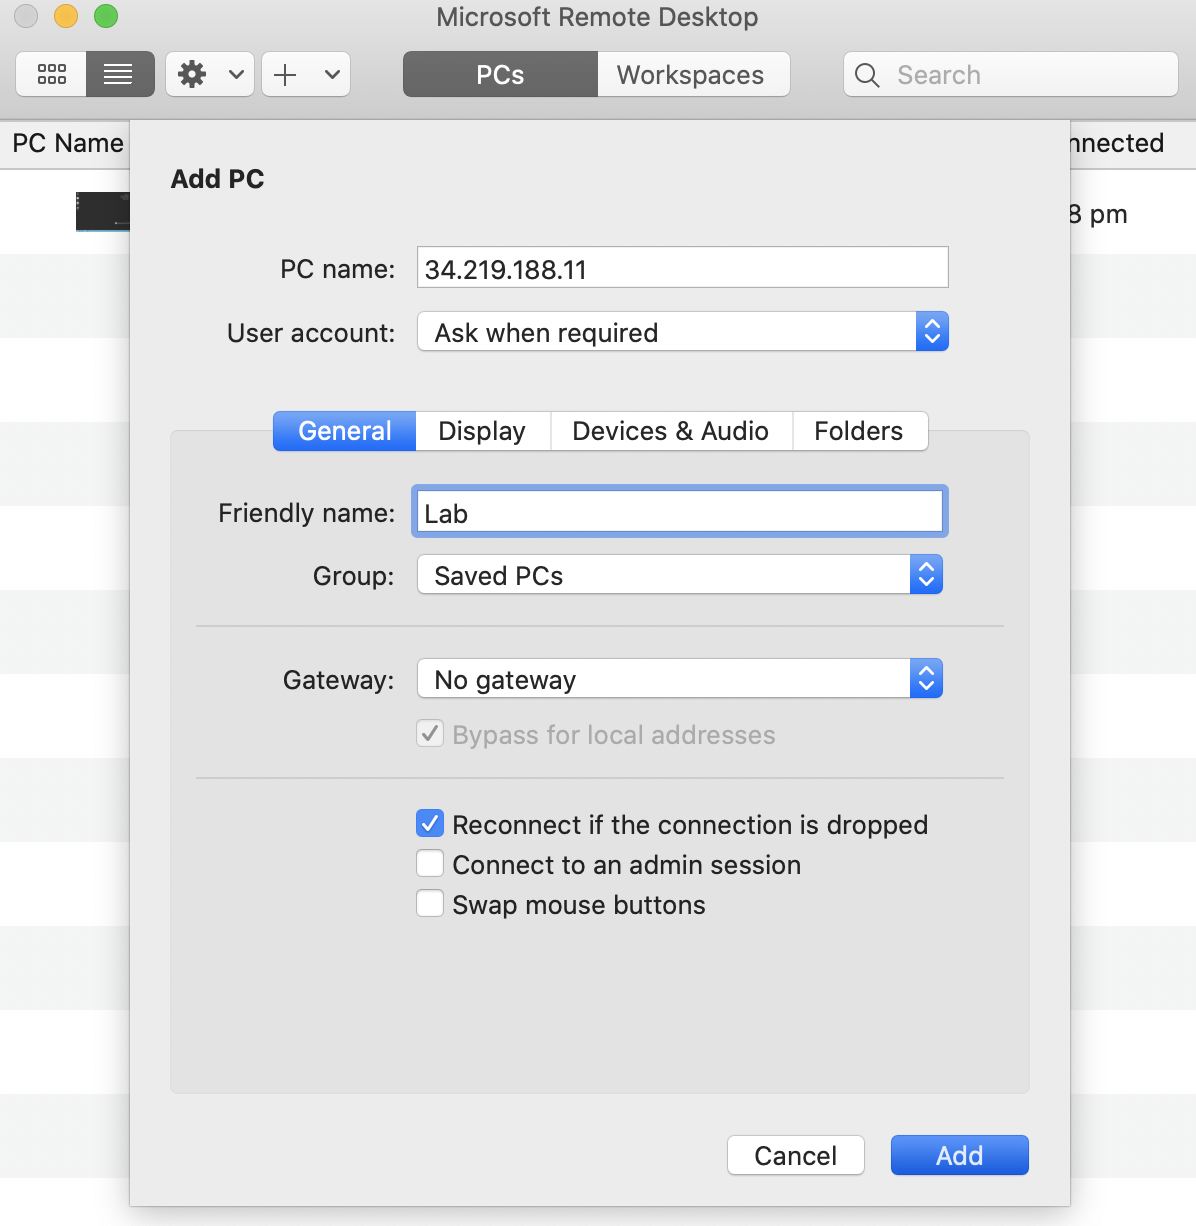 Microsoft Remote Desktop
PCs
Workspaces
Search
PC Name
nnected
8 pm
Add PC
PC name:
34.219.188.11
User account:
Ask when required
General
Display
Devices & Audio
Folders
Friendly name:
Lab
Group:
Saved PCs
Gateway:
No gateway
Bypass for local addresses
Reconnect if the connection is dropped
Connect to an admin session
Swap mouse buttons
Cancel
Add